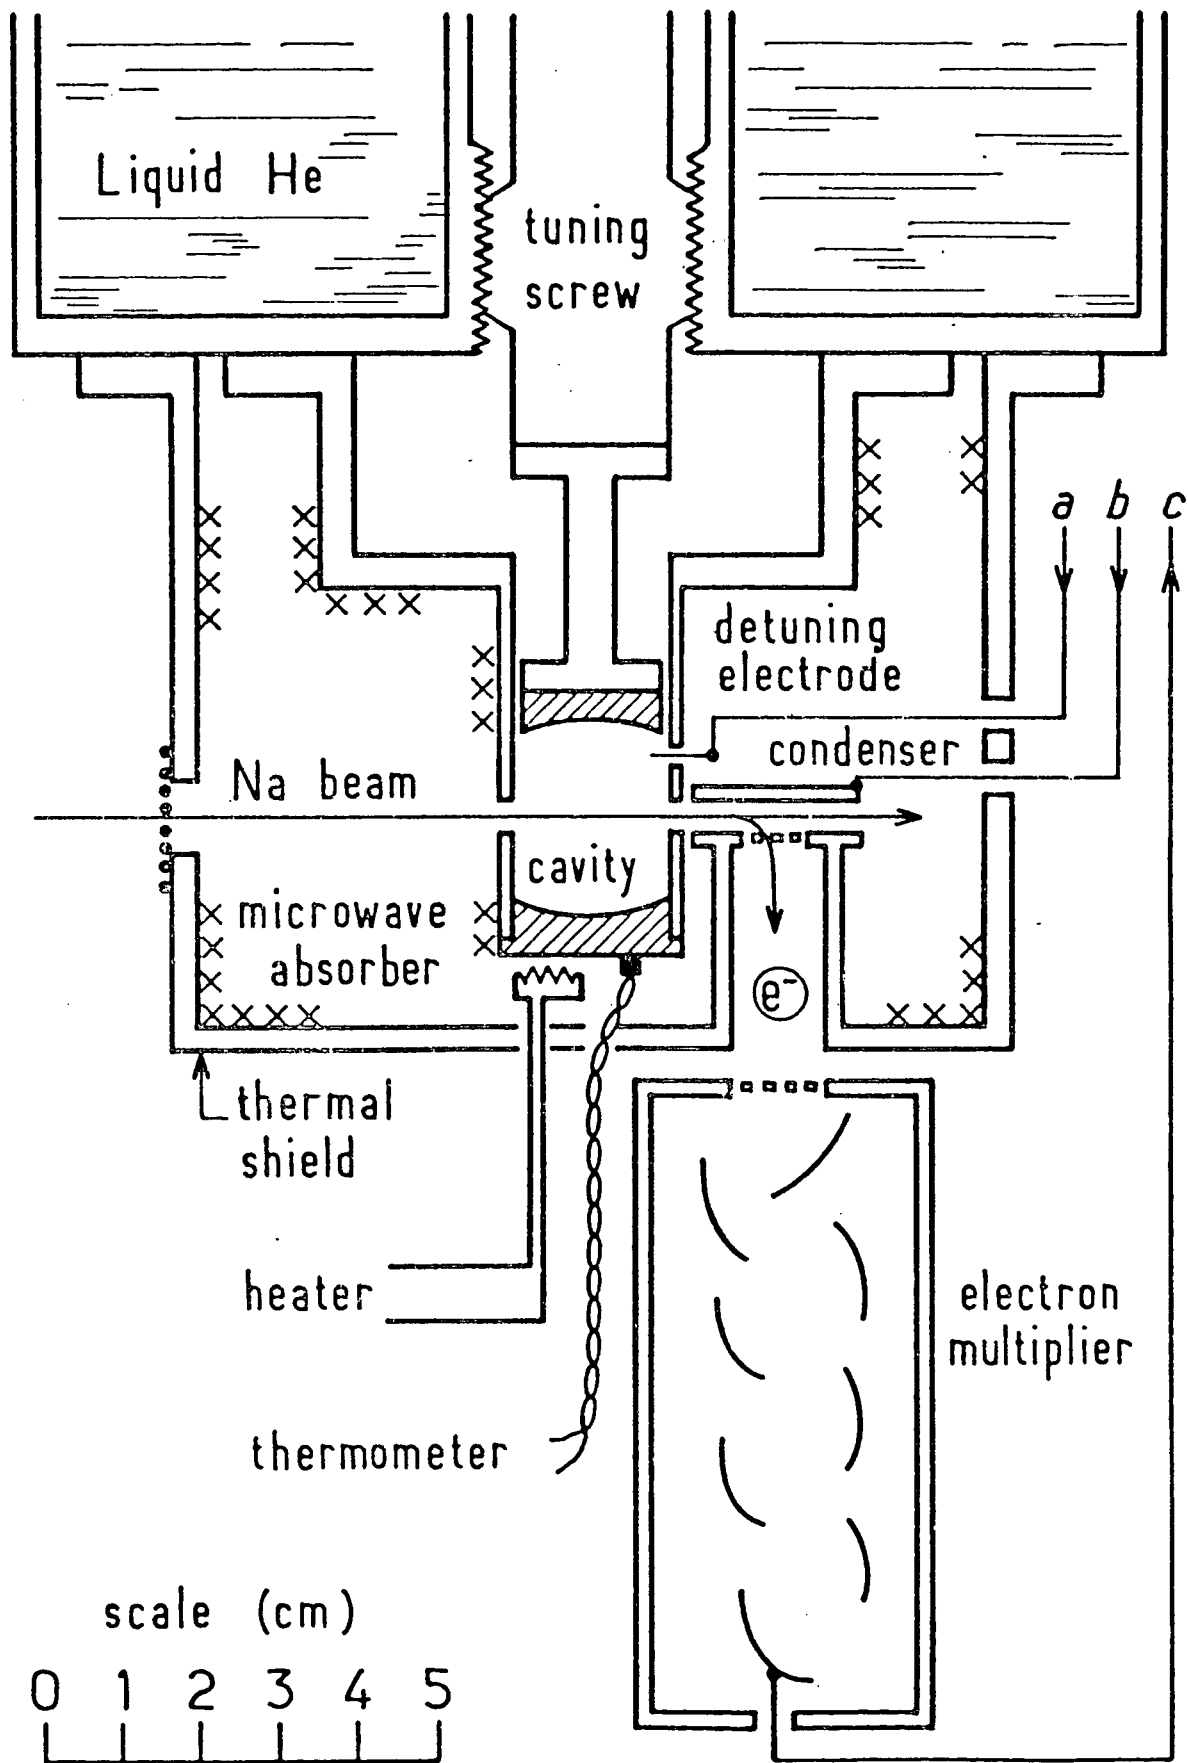 Liquid He
tuning
screw
a b c
detuning
electrode
condenser
Na beam
cavity
microwave
absorber
e⁻
thermal
shield
heater
electron
multiplier
thermometer
scale (cm)
0 1 2 3 4 5